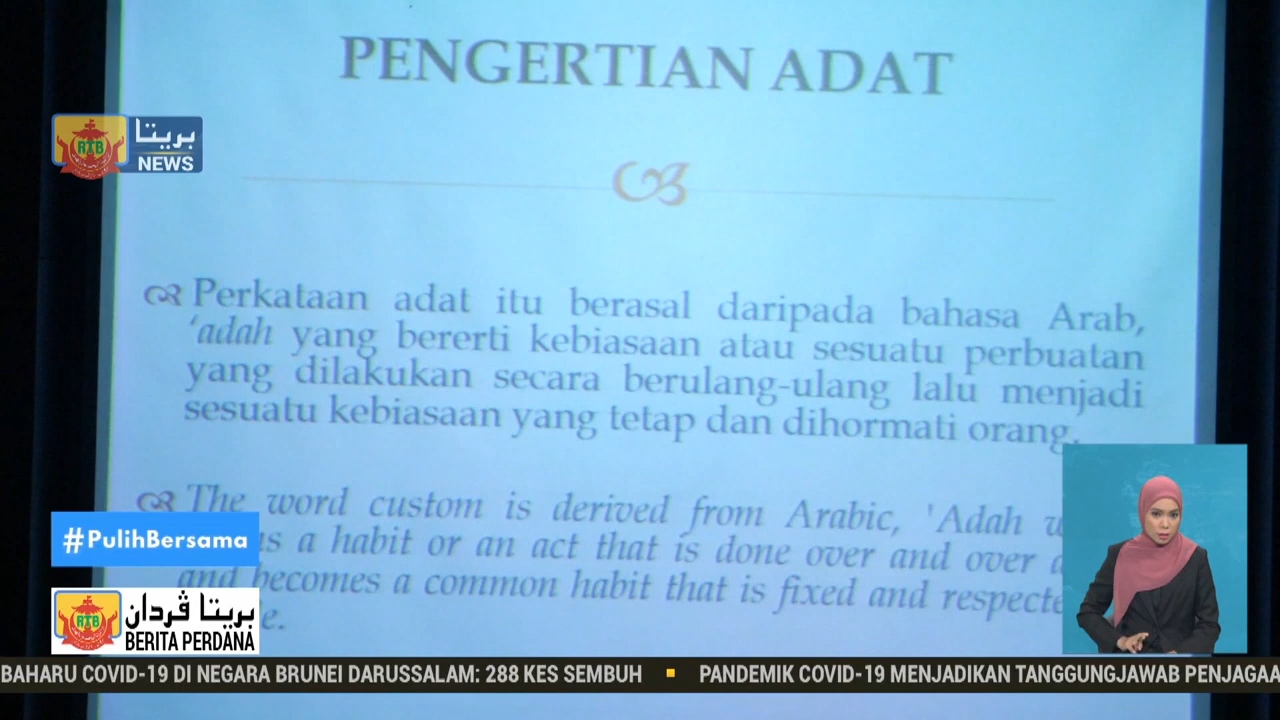 PENGERTIAN ADAT
بريتا
RTB
NEWS
Perkataan adat itu berasal daripada bahasa Arab,
‘adah yang bererti kebiasaan atau sesuatu perbuatan
yang dilakukan secara berulang-ulang lalu menjadi
sesuatu kebiasaan yang tetap dan dihormati orang.
The word custom is derived from Arabic, 'Adah
a habit or an act that is done over and over
and becomes a common habit that is fixed and
#PulihBersama
بريتا ڤردان
RTB
BERITA PERDANA
BAHARU COVID-19 DI NEGARA BRUNEI DARUSSALAM: 288 KES SEMBUH ▪ PANDEMIK COVID-19 MENJADIKAN TANGGUNGJAWAB PENJAGAA